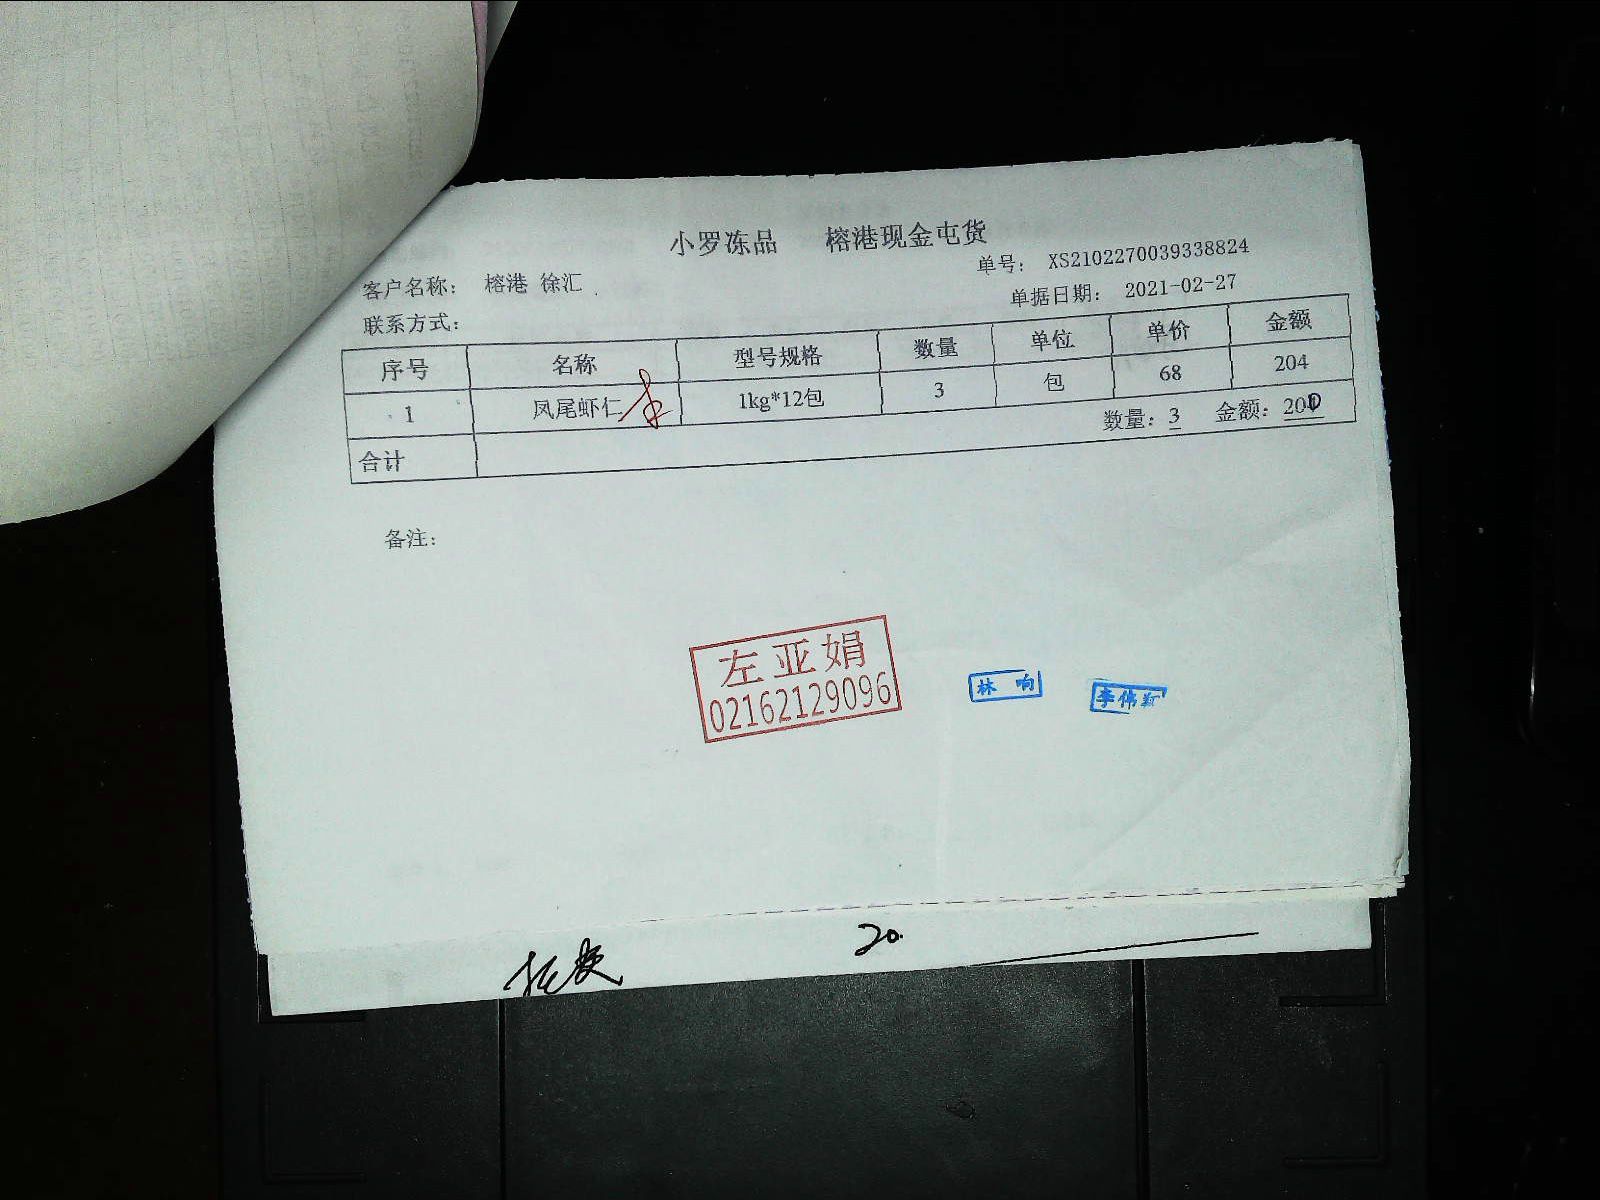 小罗冻品 榕港现金屯货
单号: XS2102270039338824
客户名称: 榕港 徐汇
单据日期: 2021-02-27
联系方式:
序号 名称 型号规格 数量 单位 单价 金额
1 凤尾虾仁 1kg*12包 3 包 68 204
合计 数量:3 金额:200
备注:
左亚娟
02162129096
林响
李伟颖
20.